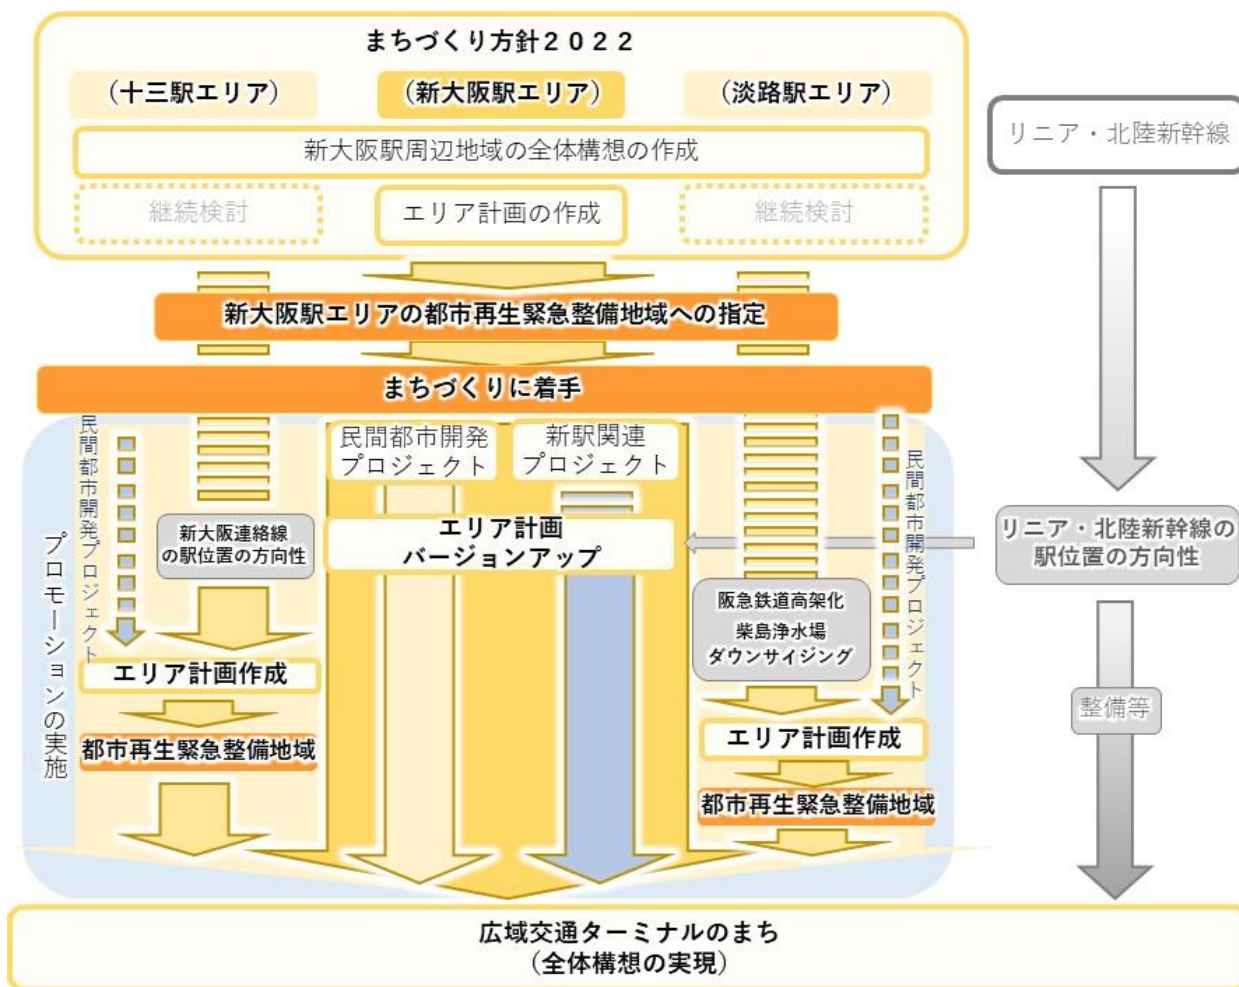 まちづくり方針２０２２
（十三駅エリア）
（新大阪駅エリア）
（淡路駅エリア）
新大阪駅周辺地域の全体構想の作成
継続検討
エリア計画の作成
継続検討
リニア・北陸新幹線
新大阪駅エリアの都市再生緊急整備地域への指定
まちづくりに着手
プロモーションの実施
民間都市開発プロジェクト
民間都市開発
プロジェクト
新駅関連
プロジェクト
民間都市開発プロジェクト
新大阪連絡線
の駅位置の方向性
エリア計画
バージョンアップ
リニア・北陸新幹線の
駅位置の方向性
阪急鉄道高架化
柴島浄水場
ダウンサイジング
エリア計画作成
都市再生緊急整備地域
エリア計画作成
都市再生緊急整備地域
整備等
広域交通ターミナルのまち
（全体構想の実現）